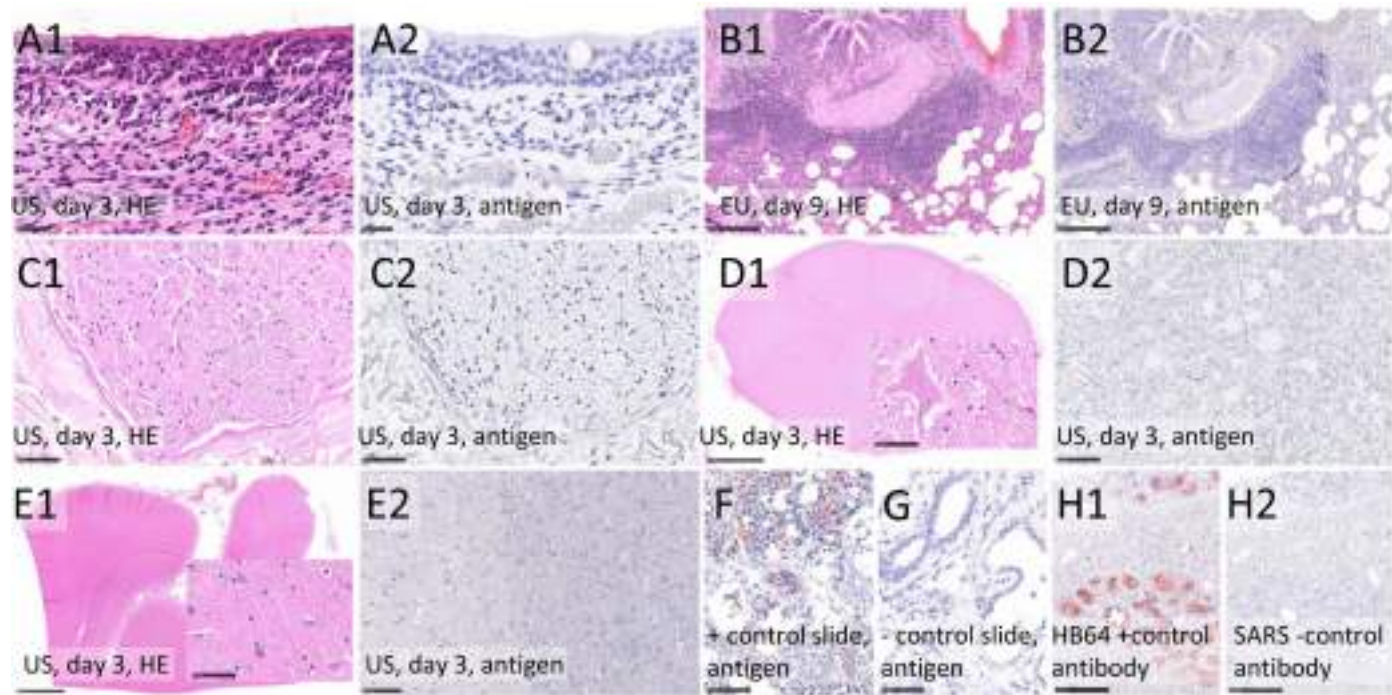 A1
US, day 3, HE
A2
US, day 3, antigen
B1
EU, day 9, HE
B2
EU, day 9, antigen
C1
US, day 3, HE
C2
US, day 3, antigen
D1
US, day 3, HE
D2
US, day 3, antigen
E1
US, day 3, HE
E2
US, day 3, antigen
F
+ control slide,
antigen
G
- control slide,
antigen
H1
HB64 +control
antibody
H2
SARS -control
antibody